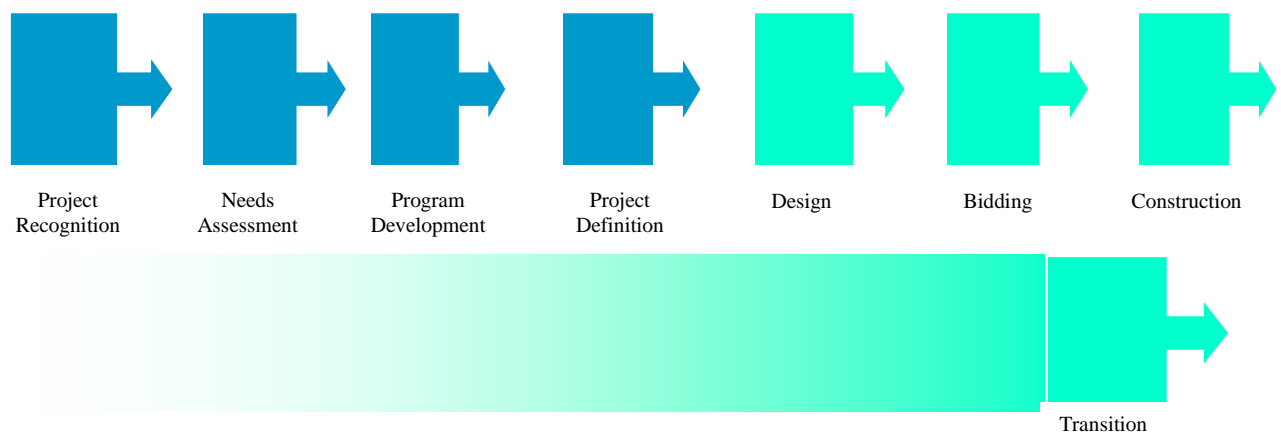 Project
Recognition
Needs
Assessment
Program
Development
Project
Definition
Design
Bidding
Construction
Transition